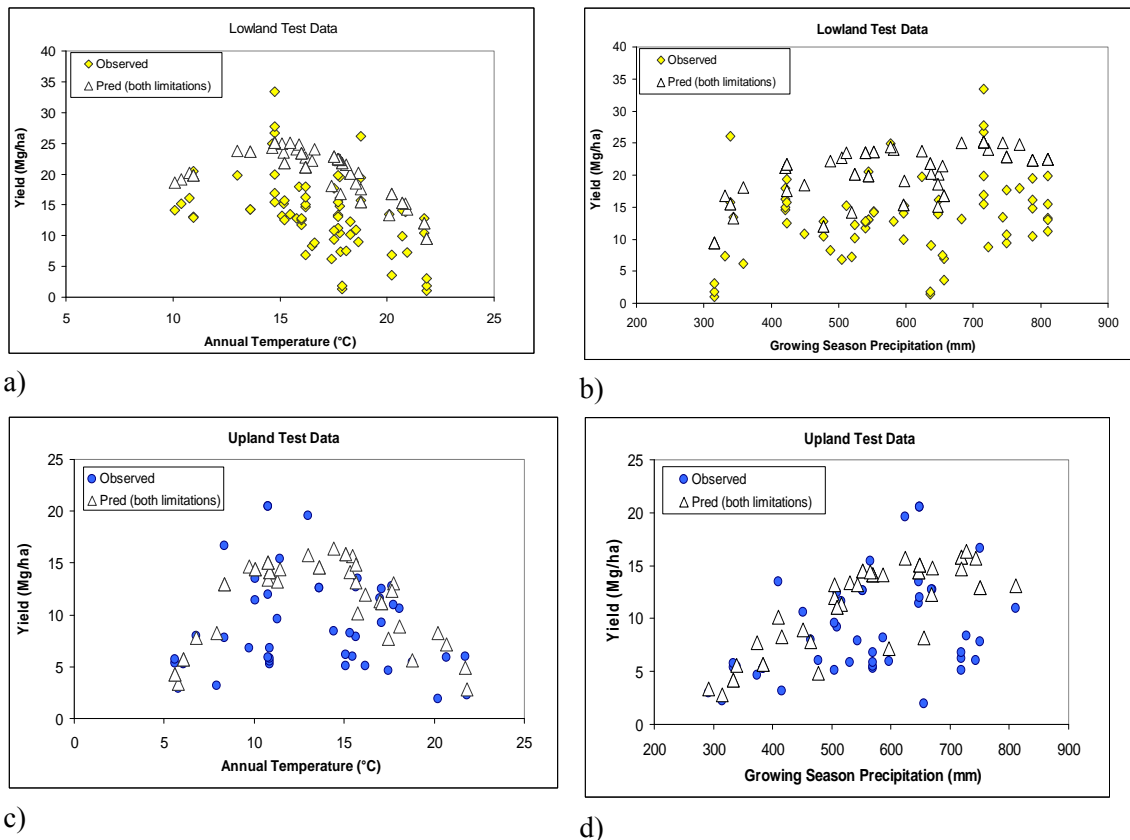 Lowland Test Data
Observed
Pred (both limitations)
Yield (Mg/ha)
40
35
30
25
20
15
10
5
0
5 10 15 20 25
Annual Temperature (°C)
a)
Lowland Test Data
Observed
Pred (both limitations)
Yield (Mg/ha)
40
35
30
25
20
15
10
5
0
200 300 400 500 600 700 800 900
Growing Season Precipitation (mm)
b)
Upland Test Data
Observed
Pred (both limitations)
Yield (Mg/ha)
25
20
15
10
5
0
0 5 10 15 20 25
Annual Temperature (°C)
c)
Upland Test Data
Observed
Pred (both limitations)
Yield (Mg/ha)
25
20
15
10
5
0
200 300 400 500 600 700 800 900
Growing Season Precipitation (mm)
d)